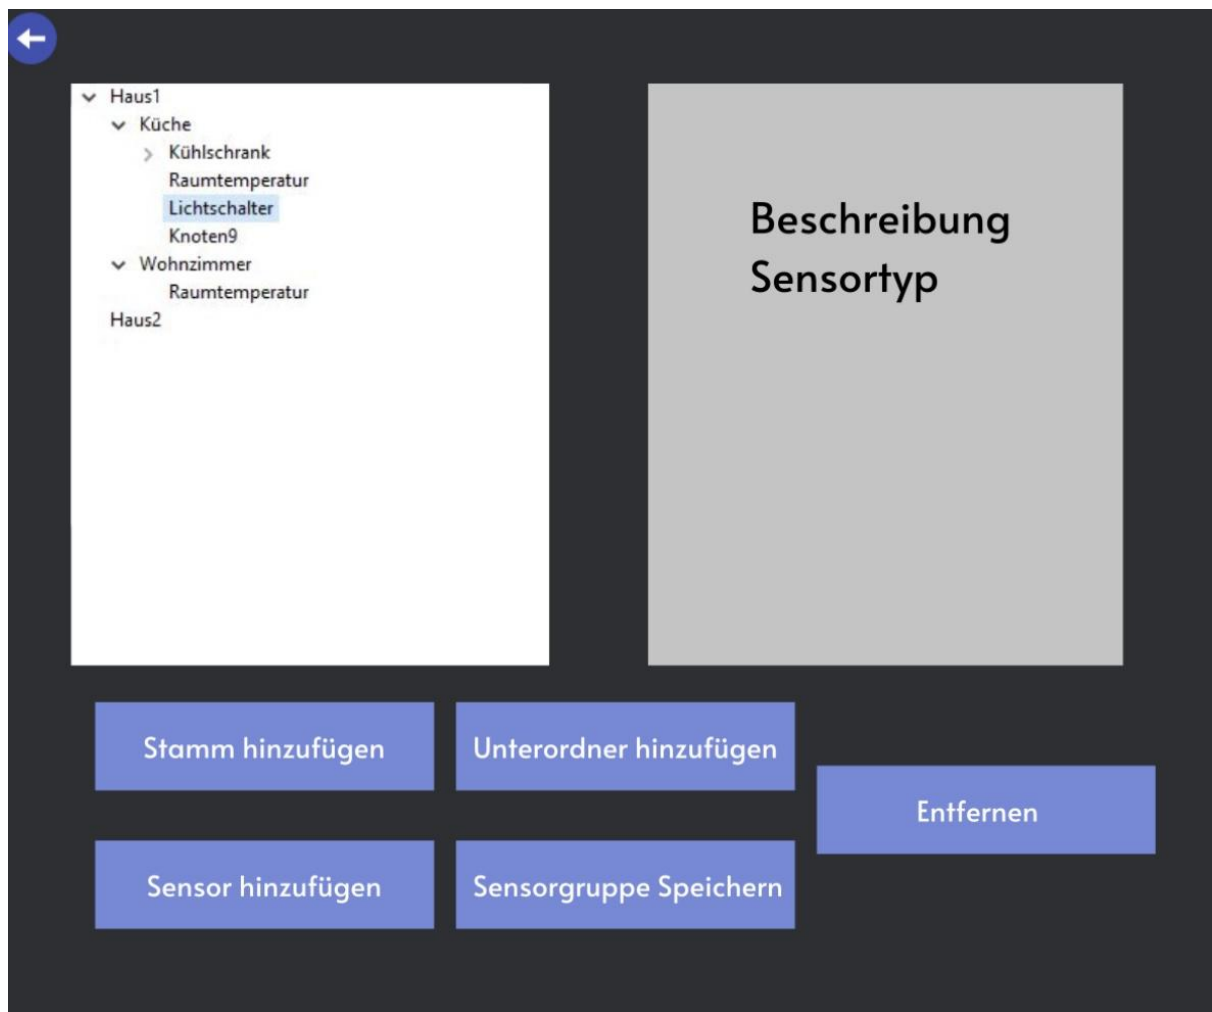 Haus1
Küche
Kühlschrank
Raumtemperatur
Lichtschalter
Knoten9
Wohnzimmer
Raumtemperatur
Haus2
Beschreibung
Sensortyp
Stamm hinzufügen
Unterordner hinzufügen
Entfernen
Sensor hinzufügen
Sensorgruppe Speichern